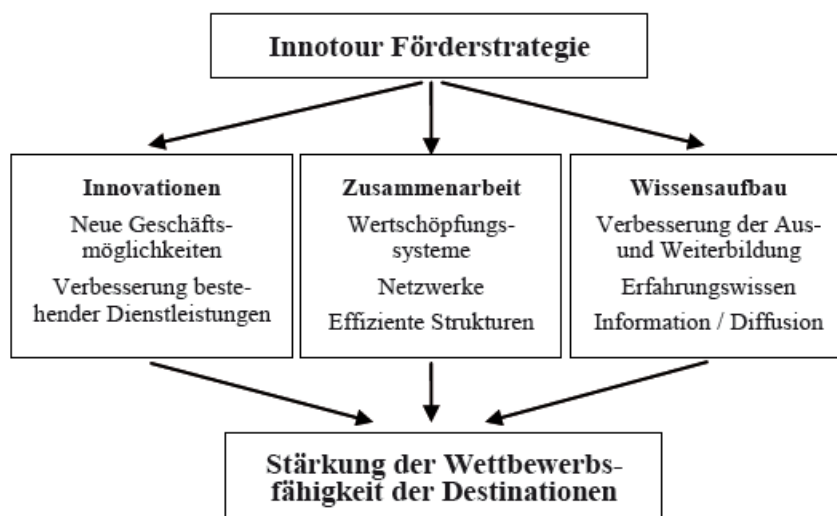 Innotour Förderstrategie
Innovationen
Neue Geschäfts-
möglichkeiten
Verbesserung beste-
hender Dienstleistungen
Zusammenarbeit
Wertschöpfungs-
systeme
Netzwerke
Effiziente Strukturen
Wissensaufbau
Verbesserung der Aus-
und Weiterbildung
Erfahrungswissen
Information / Diffusion
Stärkung der Wettbewerbs-
fähigkeit der Destinationen